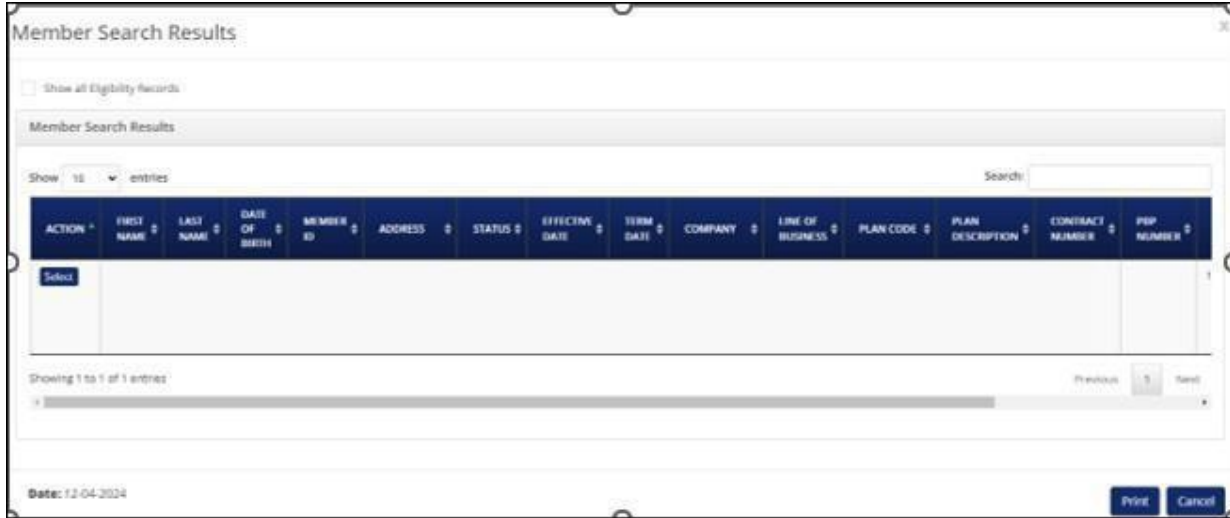 Member Search Results
Show all Eligibility Records
Member Search Results
Show 10 entries
Search:
ACTION FIRST NAME LAST NAME DATE OF BIRTH MEMBER ID ADDRESS STATUS EFFECTIVE DATE TERM DATE COMPANY LINE OF BUSINESS PLAN CODE PLAN DESCRIPTION CONTRACT NUMBER PBP NUMBER
Select
Showing 1 to 1 of 1 entries
Previous 1 Next
Date: 12-04-2024
Print Cancel